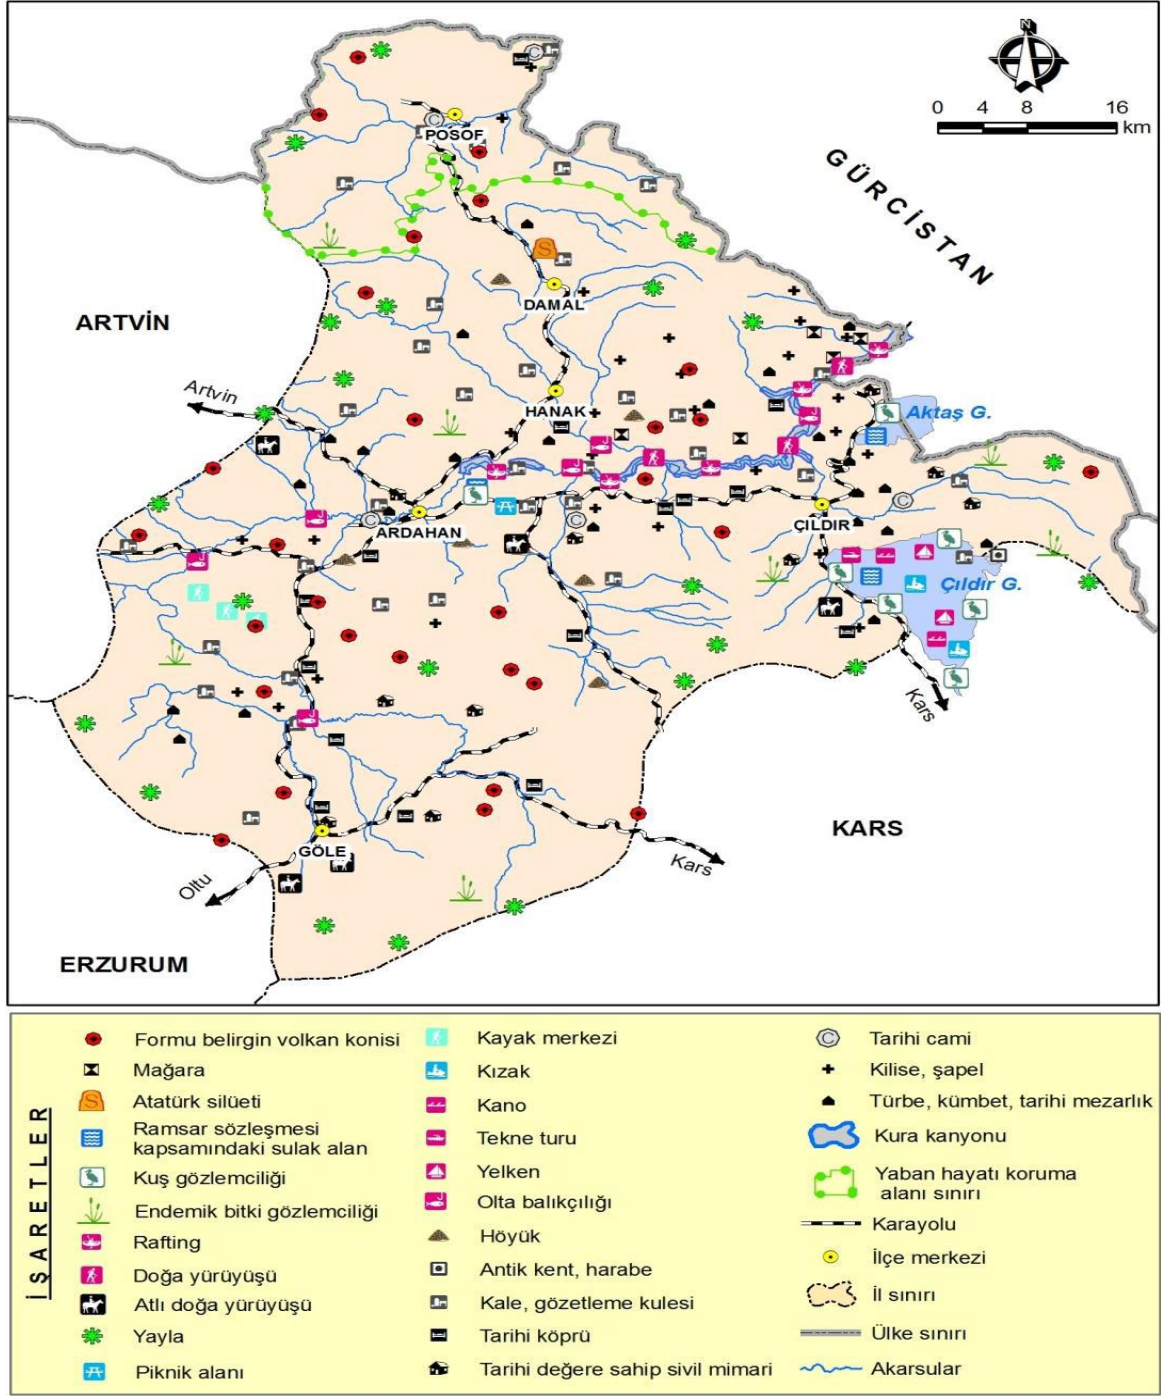 N
0 4 8 16
km
POSOF
GÜRCİSTAN
DAMAL
ARTVİN
Artvin
HANAK
Aktaş G.
ARDAHAN
ÇILDIR
Çıldır G.
Kars
KARS
GÖLE
Kars
Oltu
ERZURUM
İŞARETLER
Formu belirgin volkan konisi
Mağara
S
Atatürk silüeti
Ramsar sözleşmesi
kapsamındaki sulak alan
Kuş gözlemciliği
Endemik bitki gözlemciliği
Rafting
Doğa yürüyüşü
Atlı doğa yürüyüşü
Yayla
Piknik alanı
Kayak merkezi
Kızak
Kano
Tekne turu
Yelken
Olta balıkçılığı
Höyük
Antik kent, harabe
Kale, gözetleme kulesi
Tarihi köprü
Tarihi değere sahip sivil mimari
C
Tarihi cami
Kilise, şapel
Türbe, kümbet, tarihi mezarlık
Kura kanyonu
Yaban hayatı koruma
alanı sınırı
Karayolu
İlçe merkezi
İl sınırı
Ülke sınırı
Akarsular